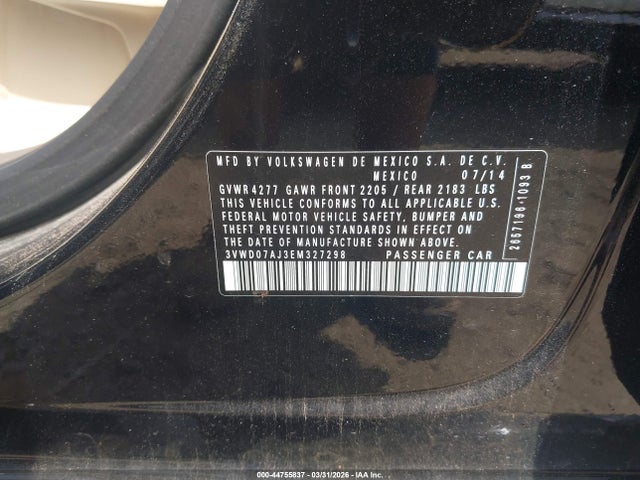 MFD BY VOLKSWAGEN DE MEXICO S.A. DE C.V.
MEXICO 07/14
GVWR 4277 GAWR FRONT 2205 / REAR 2183 LBS
THIS VEHICLE CONFORMS TO ALL APPLICABLE U.S.
FEDERAL MOTOR VEHICLE SAFETY, BUMPER AND
THEFT PREVENTION STANDARDS IN EFFECT ON
THE DATE OF MANUFACTURE SHOWN ABOVE.
3VWD07AJ3EM327298 PASSENGER CAR
2657196-1093 B
000-44755837 - 03/31/2026 - IAA Inc.